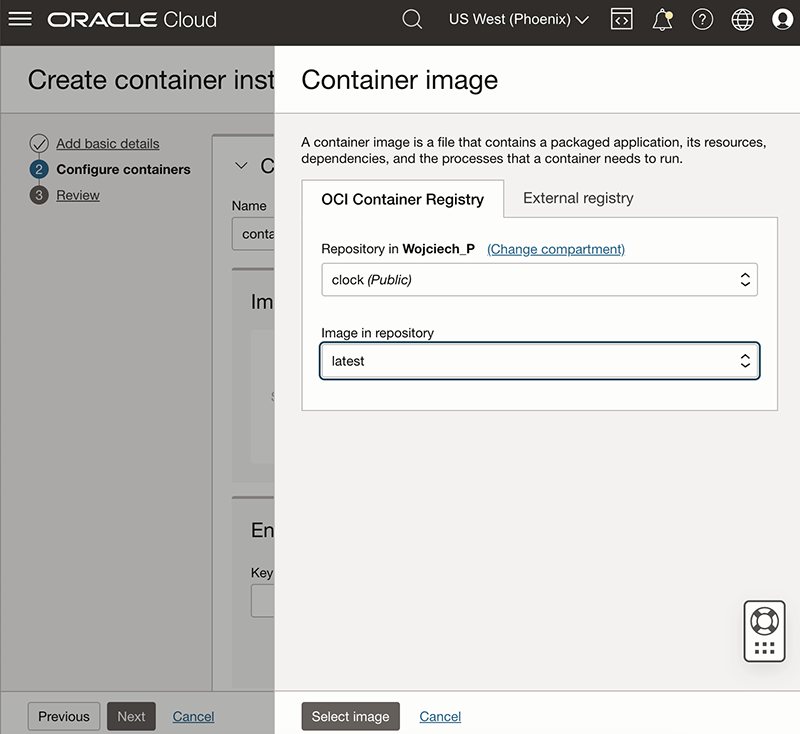 ORACLE Cloud
US West (Phoenix)
Create container inst
Add basic details
2 Configure containers
3 Review
Name
conta
Im
En
Key
Previous Next Cancel
Container image
A container image is a file that contains a packaged application, its resources,
dependencies, and the processes that a container needs to run.
OCI Container Registry External registry
Repository in Wojciech_P (Change compartment)
clock (Public)
Image in repository
latest
Select image Cancel